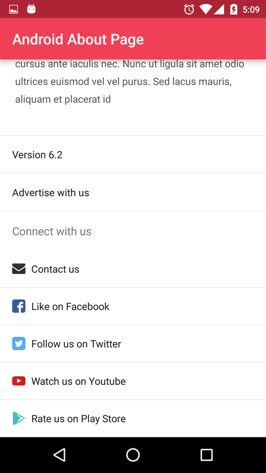 5:09
Android About Page
cursus ante iaculis nec. Nunc ut ligula sit amet odio
ultrices euismod vel vel purus. Sed lacus mauris,
aliquam et placerat id
Version 6.2
Advertise with us
Connect with us
Contact us
Like on Facebook
Follow us on Twitter
Watch us on Youtube
Rate us on Play Store